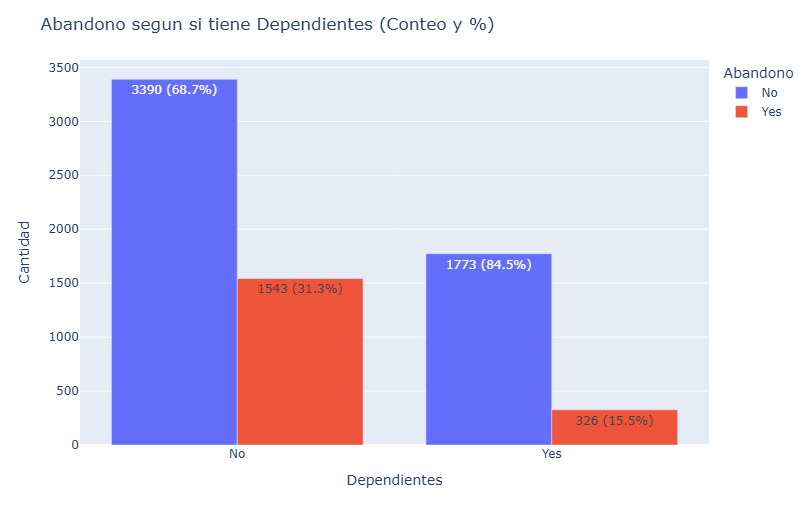 Abandono segun si tiene Dependientes (Conteo y %)
Abandono
No
Yes
Cantidad
3500
3000
2500
2000
1500
1000
500
0
3390 (68.7%)
1543 (31.3%)
1773 (84.5%)
326 (15.5%)
No
Yes
Dependientes